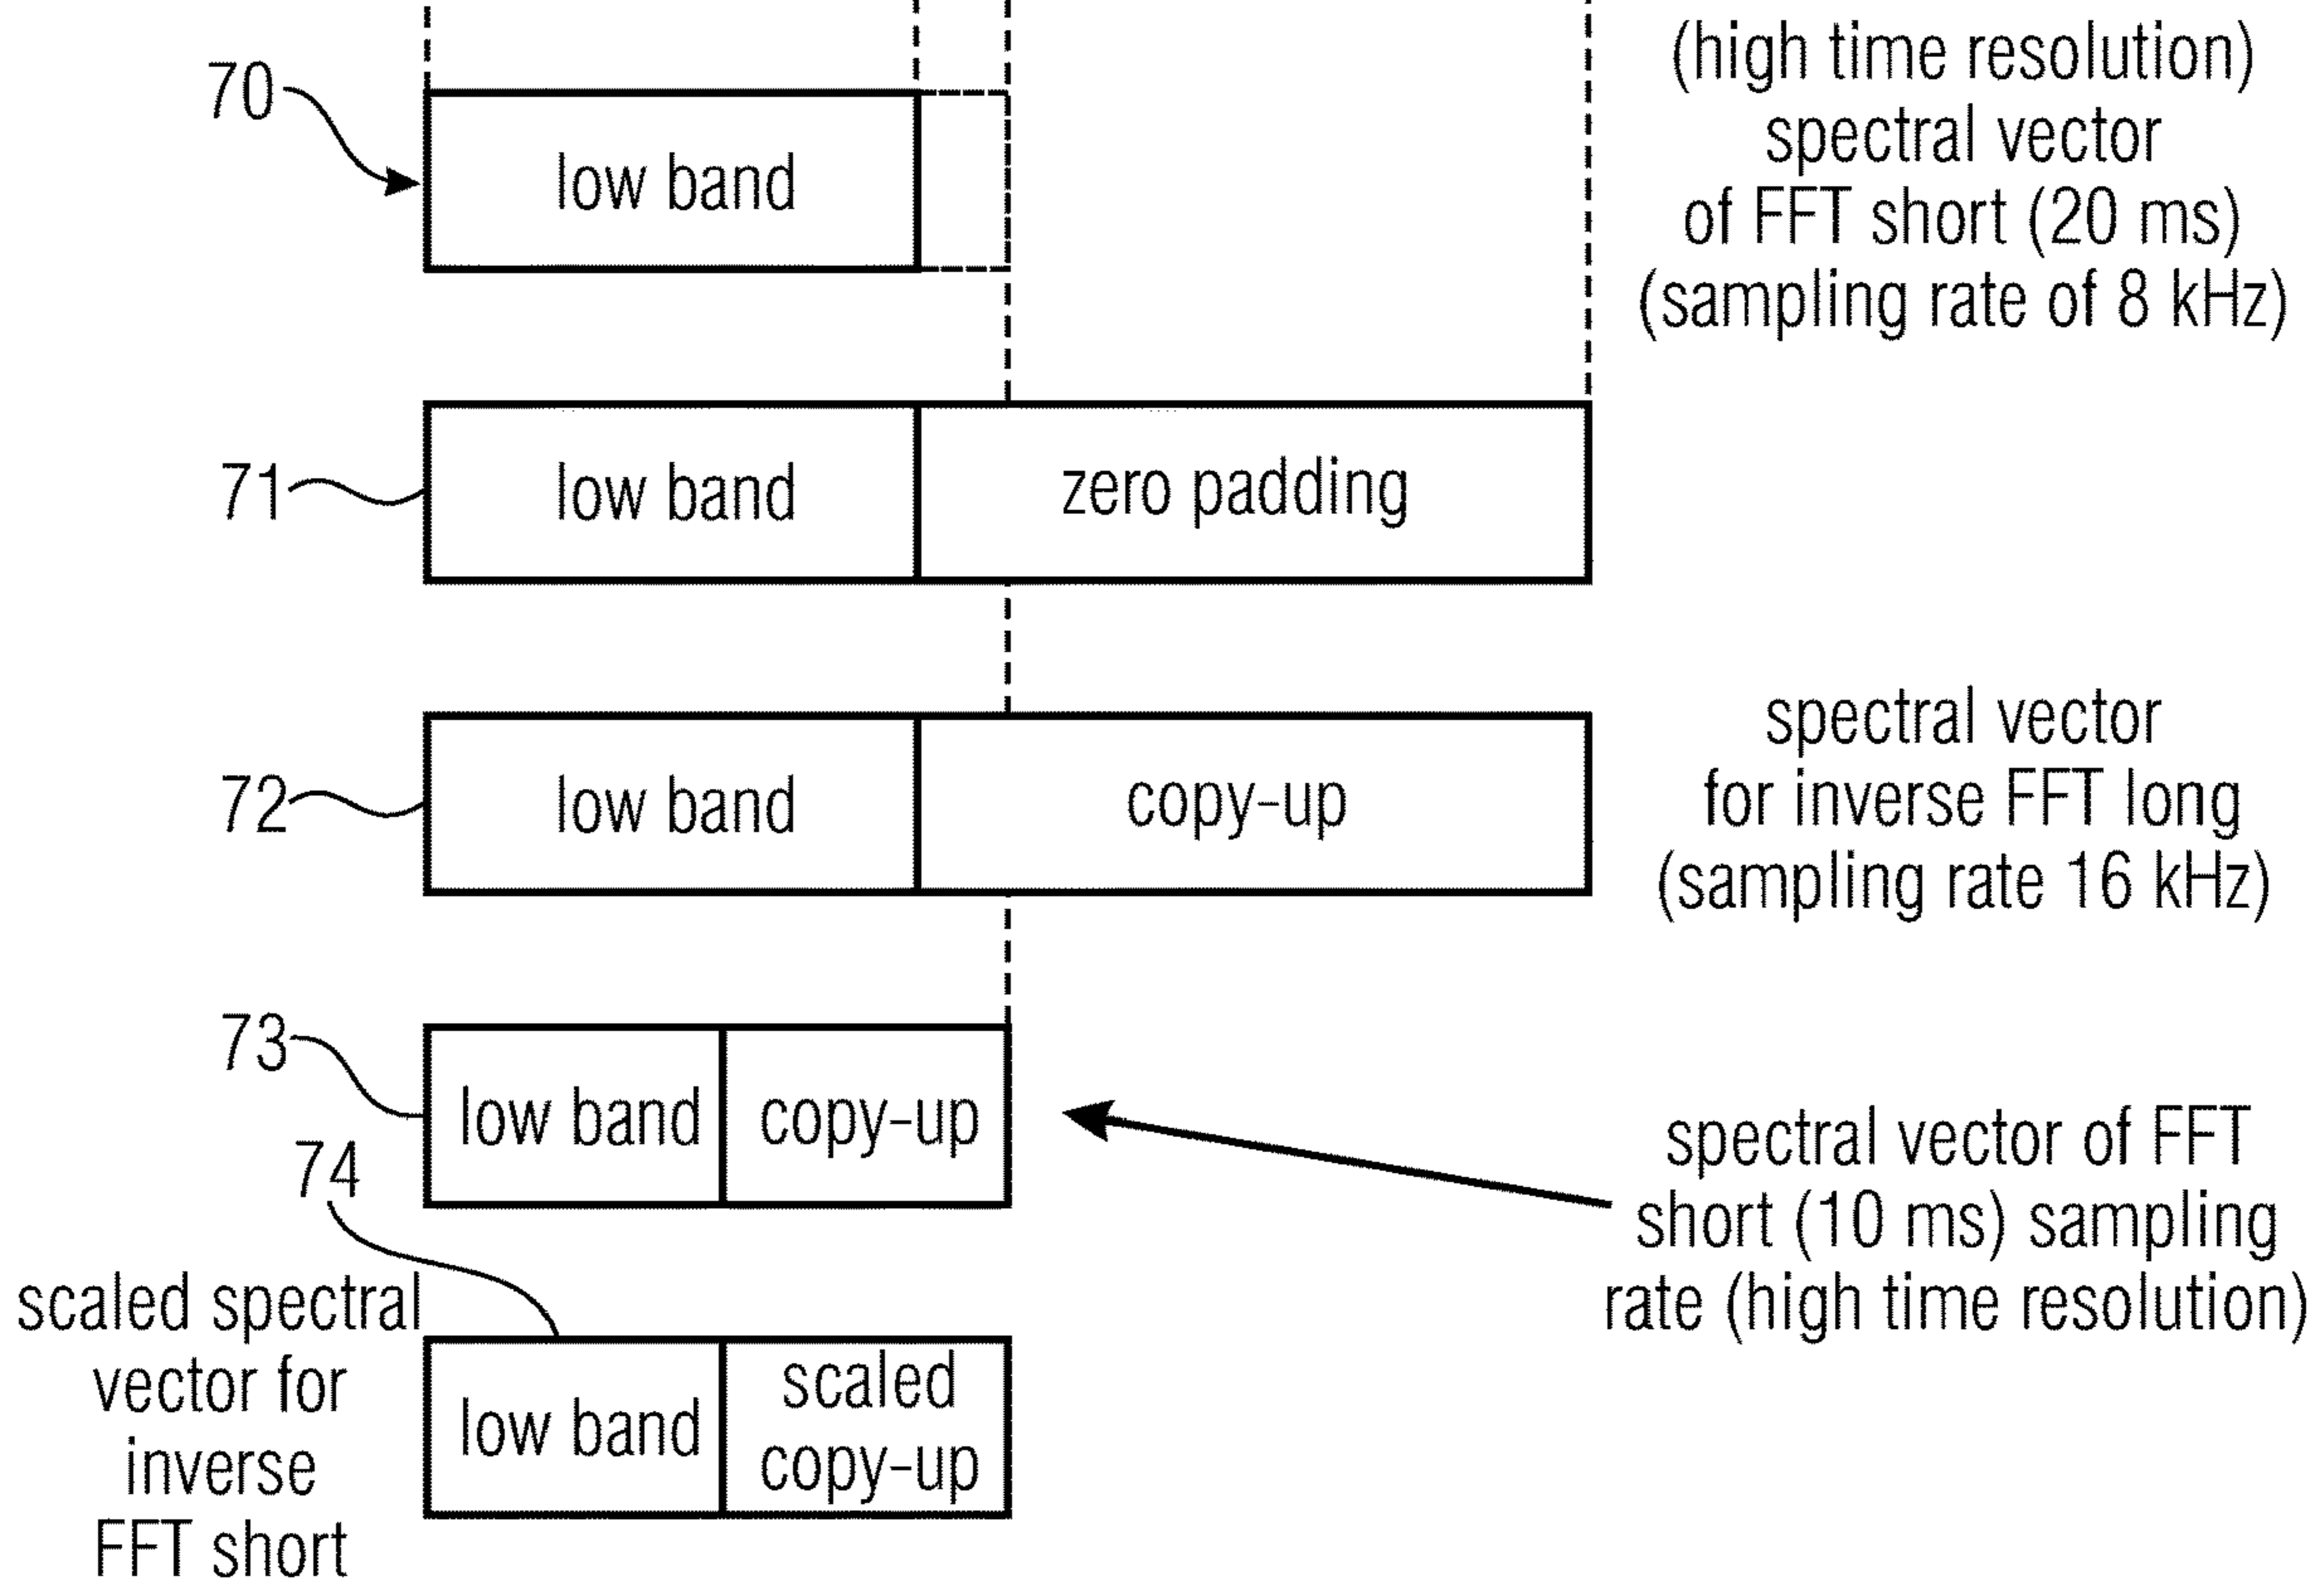 (high time resolution)
spectral vector
of FFT short (20 ms)
(sampling rate of 8 kHz)
70
low band
71
low band
zero padding
72
low band
copy-up
spectral vector
for inverse FFT long
(sampling rate 16 kHz)
73
low band
copy-up
spectral vector of FFT
short (10 ms) sampling
rate (high time resolution)
74
scaled spectral
vector for
inverse
FFT short
low band
scaled
copy-up